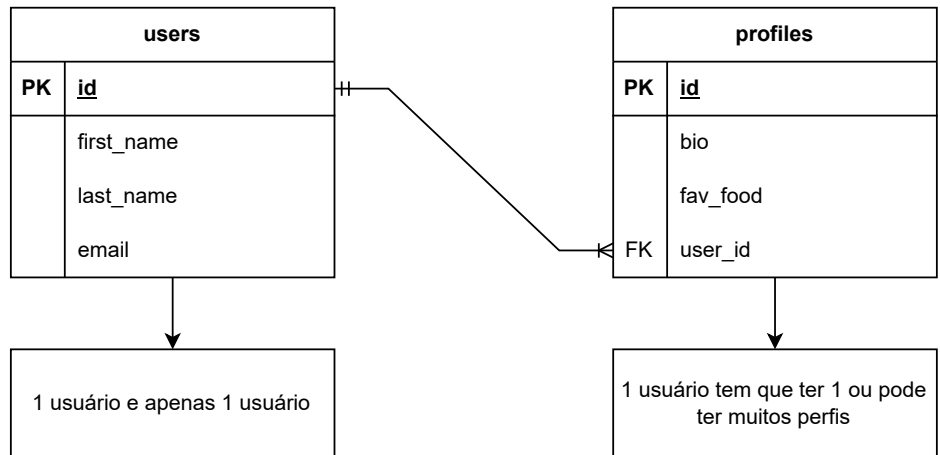 users
PK id
first_name
last_name
email
1 usuário e apenas 1 usuário
profiles
PK id
bio
fav_food
FK user_id
1 usuário tem que ter 1 ou pode
ter muitos perfis